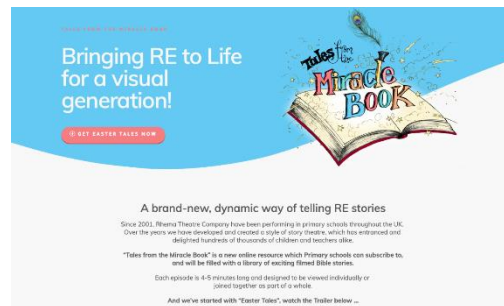 TALES FROM THE MIRACLE BOOK
Bringing RE to Life
for a visual
generation!
GET EASTER TALES NOW
Tales from
the
Miracle
BOOK
A brand-new, dynamic way of telling RE stories
Since 2001, Rhema Theatre Company have been performing in primary schools throughout the UK.
Over the years we have developed and created a style of story theatre, which has entranced and
delighted hundreds of thousands of children and teachers alike.
"Tales from the Miracle Book" is a new online resource which Primary schools can subscribe to,
and will be filled with a library of exciting filmed Bible stories.
Each episode is 4-5 minutes long and designed to be viewed individually or
joined together as part of a whole.
And we've started with "Easter Tales", watch the Trailer below ...